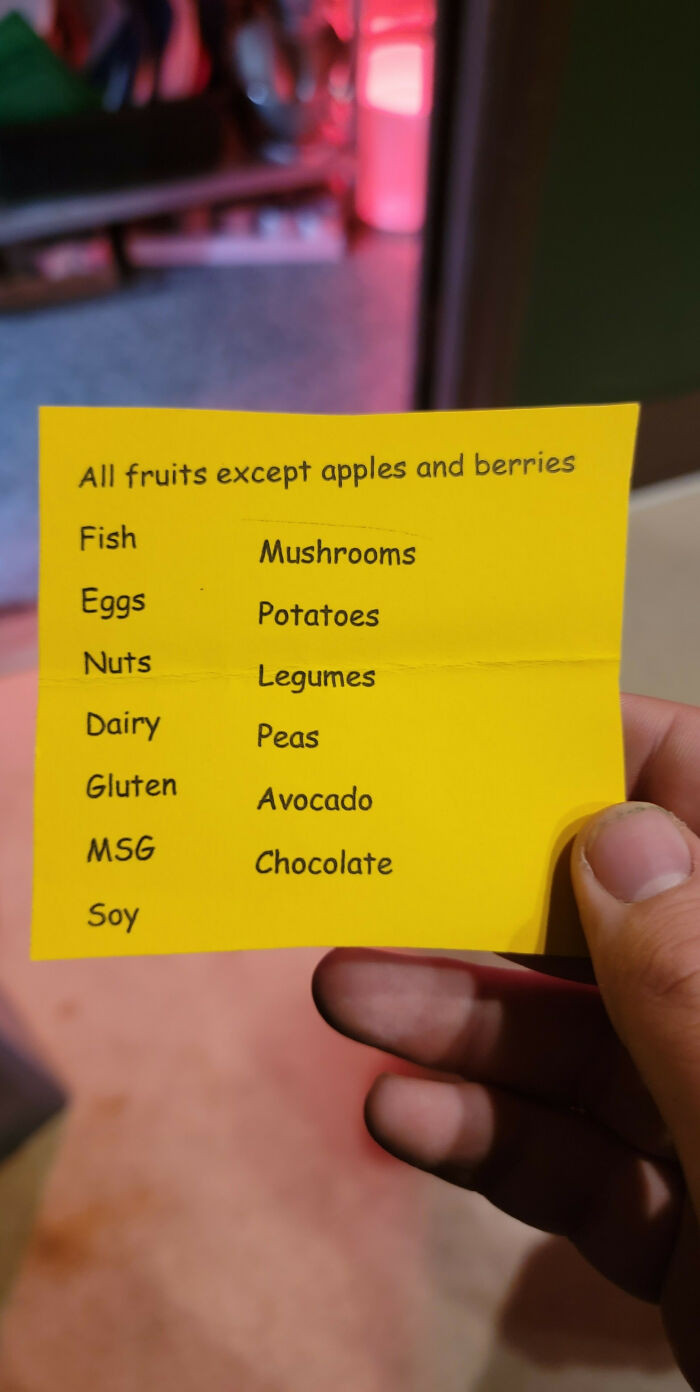 All fruits except apples and berries
Fish
Eggs
Nuts
Dairy
Gluten
MSG
Soy
Mushrooms
Potatoes
Legumes
Peas
Avocado
Chocolate